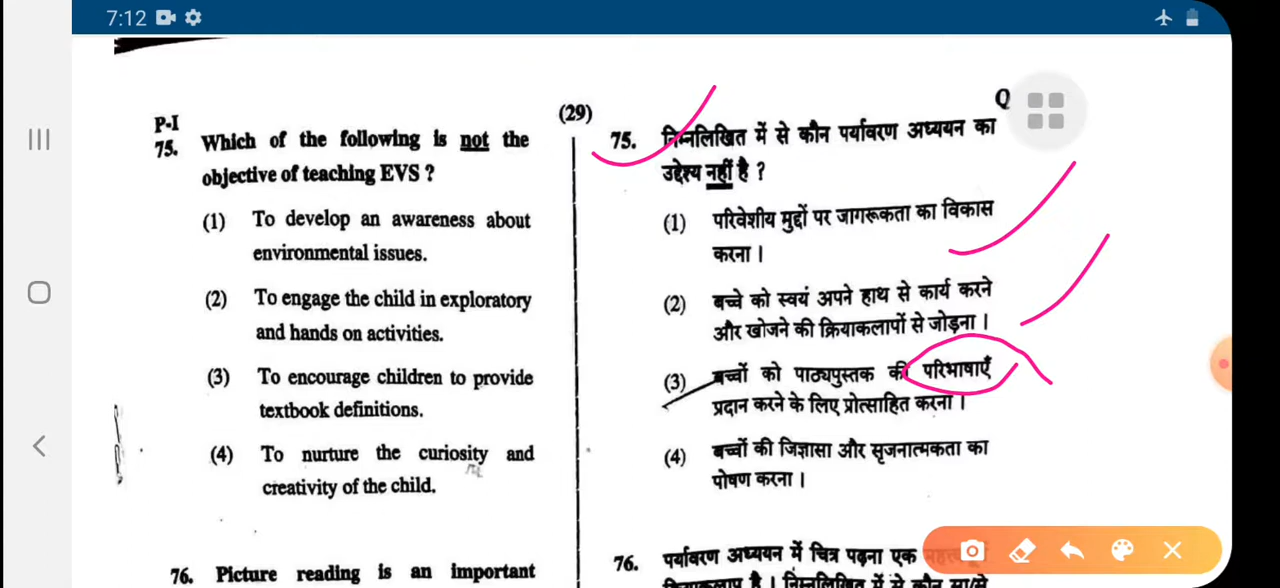 7:12
P-I
(29)
Q
75. Which of the following is not the
objective of teaching EVS ?
(1) To develop an awareness about
environmental issues.
(2) To engage the child in exploratory
and hands on activities.
(3) To encourage children to provide
textbook definitions.
(4) To nurture the curiosity and
creativity of the child.
76. Picture reading is an important
75. निम्नलिखित में से कौन पर्यावरण अध्ययन का
उद्देश्य नहीं है ?
(1) परिवेशीय मुद्दों पर जागरूकता का विकास
करना ।
(2) बच्चे को स्वयं अपने हाथ से कार्य करने
और खोजने की क्रियाकलापों से जोड़ना ।
(3) बच्चों को पाठ्यपुस्तक की परिभाषाएँ
प्रदान करने के लिए प्रोत्साहित करना ।
(4) बच्चों की जिज्ञासा और सृजनात्मकता का
पोषण करना ।
76. पर्यावरण अध्ययन में चित्र पढ़ना एक